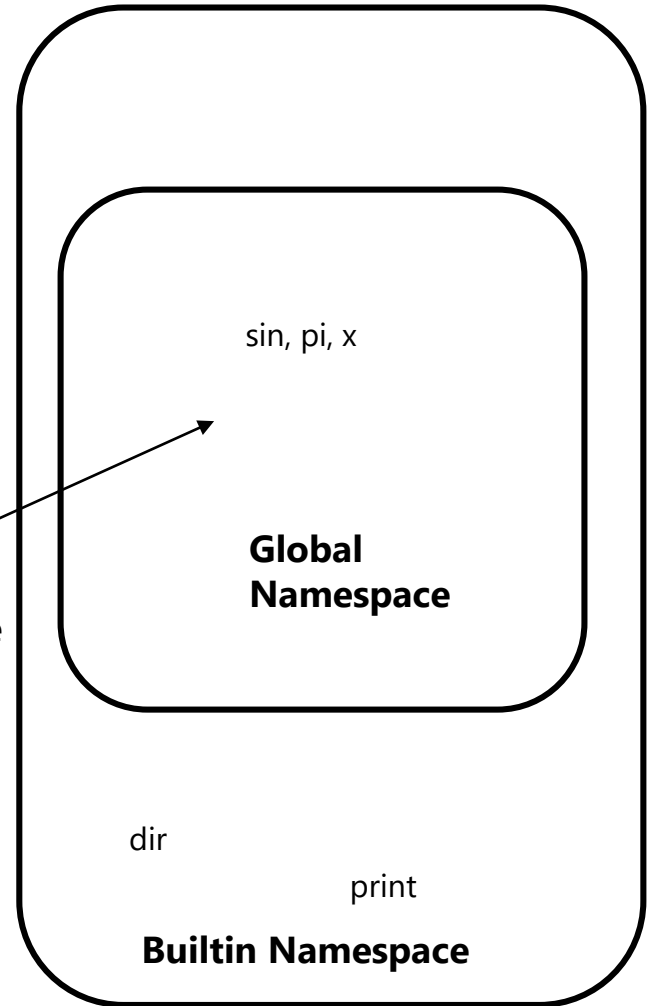 sin, pi, x
Global
Namespace
dir
print
Builtin Namespace